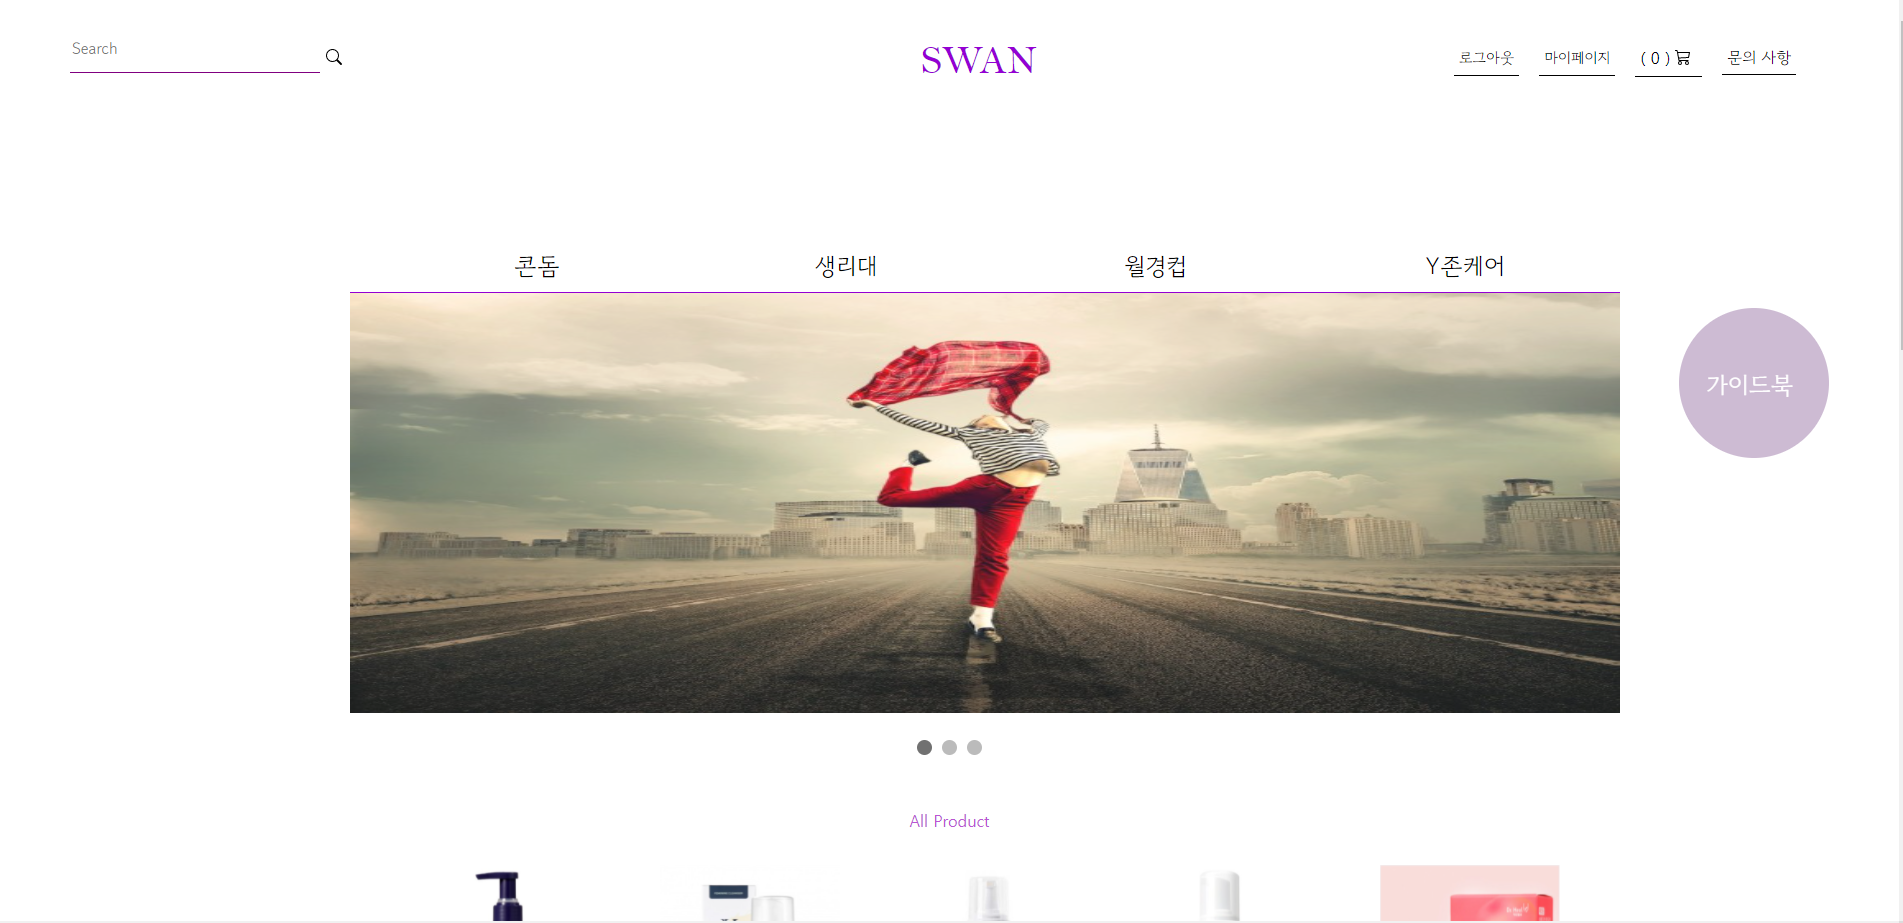 Search
SWAN
로그아웃
마이페이지
( 0 )
문의 사항
콘돔
생리대
월경컵
Y존케어
가이드북
All Product